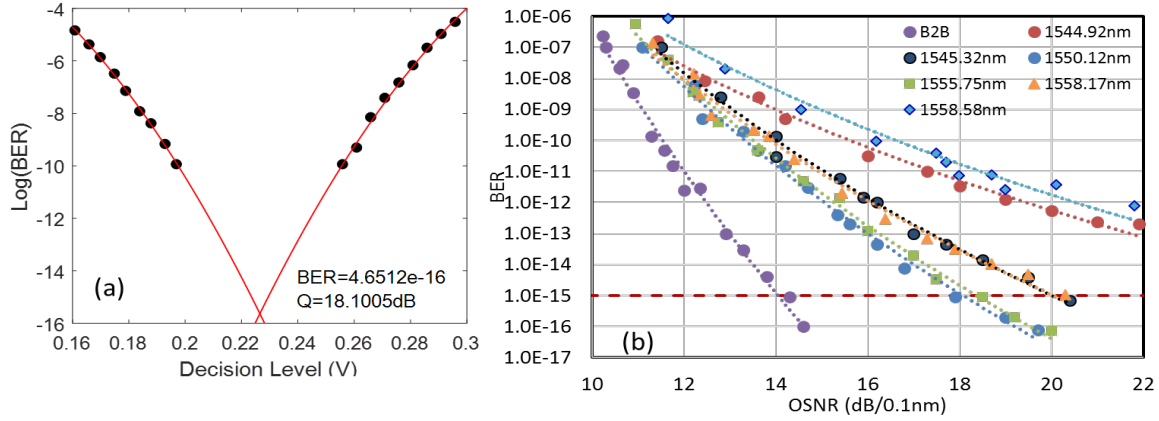 -4
-6
-8
-10
-12
-14
-16
Log(BER)
(a)
BER=4.6512e-16
Q=18.1005dB
0.16
0.18
0.2
0.22
0.24
0.26
0.28
0.3
Decision Level (V)
1.0E-06
1.0E-07
1.0E-08
1.0E-09
1.0E-10
1.0E-11
1.0E-12
1.0E-13
1.0E-14
1.0E-15
1.0E-16
1.0E-17
BER
B2B
1544.92nm
1545.32nm
1550.12nm
1555.75nm
1558.17nm
1558.58nm
(b)
10
12
14
16
18
20
22
OSNR (dB/0.1nm)